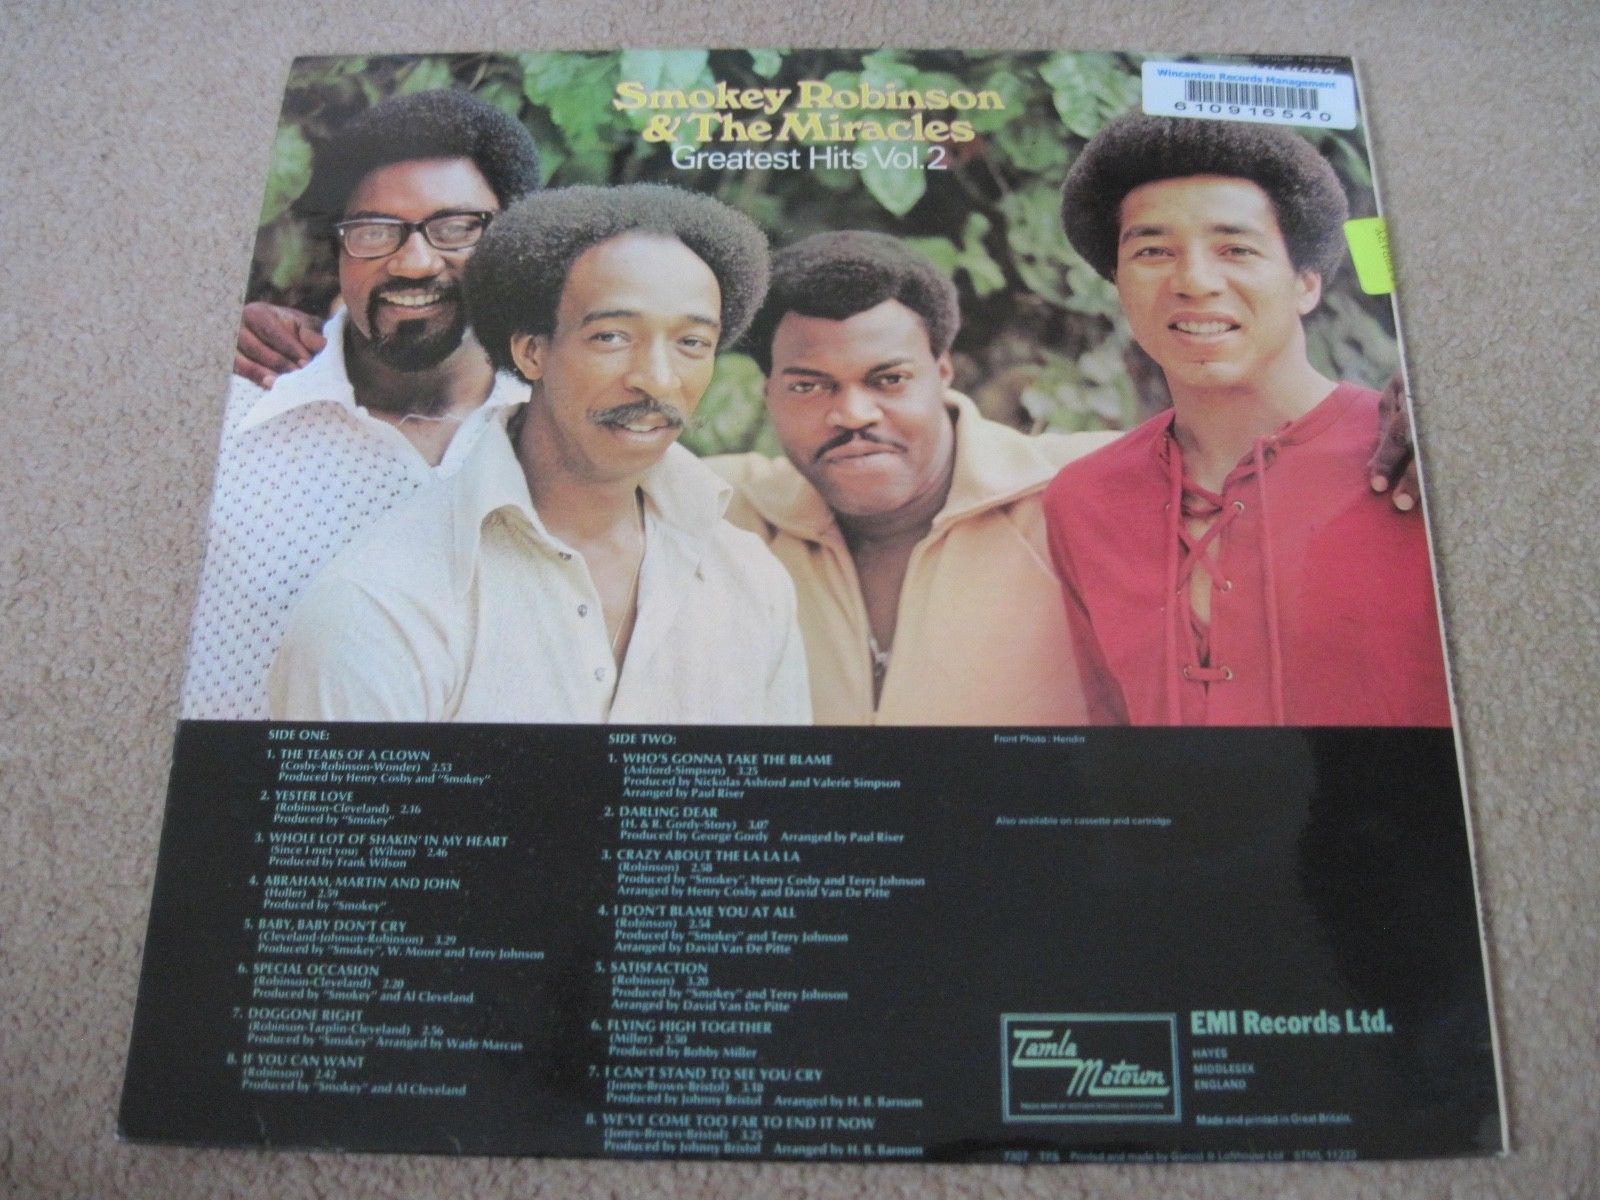 Wincanton Records Management
610916540
Smokey Robinson
& The Miracles
Greatest Hits Vol.2
SIDE ONE:
1. THE TEARS OF A CLOWN
(Cosby-Robinson-Wonder) 2.53
Produced by Henry Cosby and "Smokey"
2. YESTER LOVE
(Robinson-Cleveland) 2.16
Produced by "Smokey"
3. WHOLE LOT OF SHAKIN' IN MY HEART
(Since I met you) (Wilson) 2.46
Produced by Frank Wilson
4. ABRAHAM, MARTIN AND JOHN
(Holler) 2.59
Produced by "Smokey"
5. BABY, BABY DON'T CRY
(Cleveland-Johnson-Robinson) 3.29
Produced by "Smokey", W. Moore and Terry Johnson
6. SPECIAL OCCASION
(Robinson-Cleveland) 2.20
Produced by "Smokey" and Al Cleveland
7. DOGGONE RIGHT
(Robinson-Tarplin-Cleveland) 2.56
Produced by "Smokey" Arranged by Wade Marcus
8. IF YOU CAN WANT
(Robinson) 2.42
Produced by "Smokey" and Al Cleveland
SIDE TWO:
1. WHO'S GONNA TAKE THE BLAME
(Ashford-Simpson) 3.25
Produced by Nickolas Ashford and Valerie Simpson
Arranged by Paul Riser
2. DARLING DEAR
(H. & R. Gordy-Story) 3.07
Produced by George Gordy Arranged by Paul Riser
3. CRAZY ABOUT THE LA LA LA
(Robinson) 2.58
Produced by "Smokey", Henry Cosby and Terry Johnson
Arranged by Henry Cosby and David Van De Pitte
4. I DON'T BLAME YOU AT ALL
(Robinson) 2.54
Produced by "Smokey" and Terry Johnson
Arranged by David Van De Pitte
5. SATISFACTION
(Robinson) 3.20
Produced by "Smokey" and Terry Johnson
Arranged by David Van De Pitte
6. FLYING HIGH TOGETHER
(Miller) 2.50
Produced by Bobby Miller
7. I CAN'T STAND TO SEE YOU CRY
(Jones-Brown-Bristol) 3.18
Produced by Johnny Bristol Arranged by H. B. Barnum
8. WE'VE COME TOO FAR TO END IT NOW
(Jones-Brown-Bristol) 3.25
Produced by Johnny Bristol Arranged by H. B. Barnum
Front Photo : Hendin
Also available on cassette and cartridge
Tamla
Motown
EMI Records Ltd.
HAYES
MIDDLESEX
ENGLAND
Made and printed in Great Britain.
7307 TPS Printed and made by Garrod & Lofthouse Ltd STML 11233